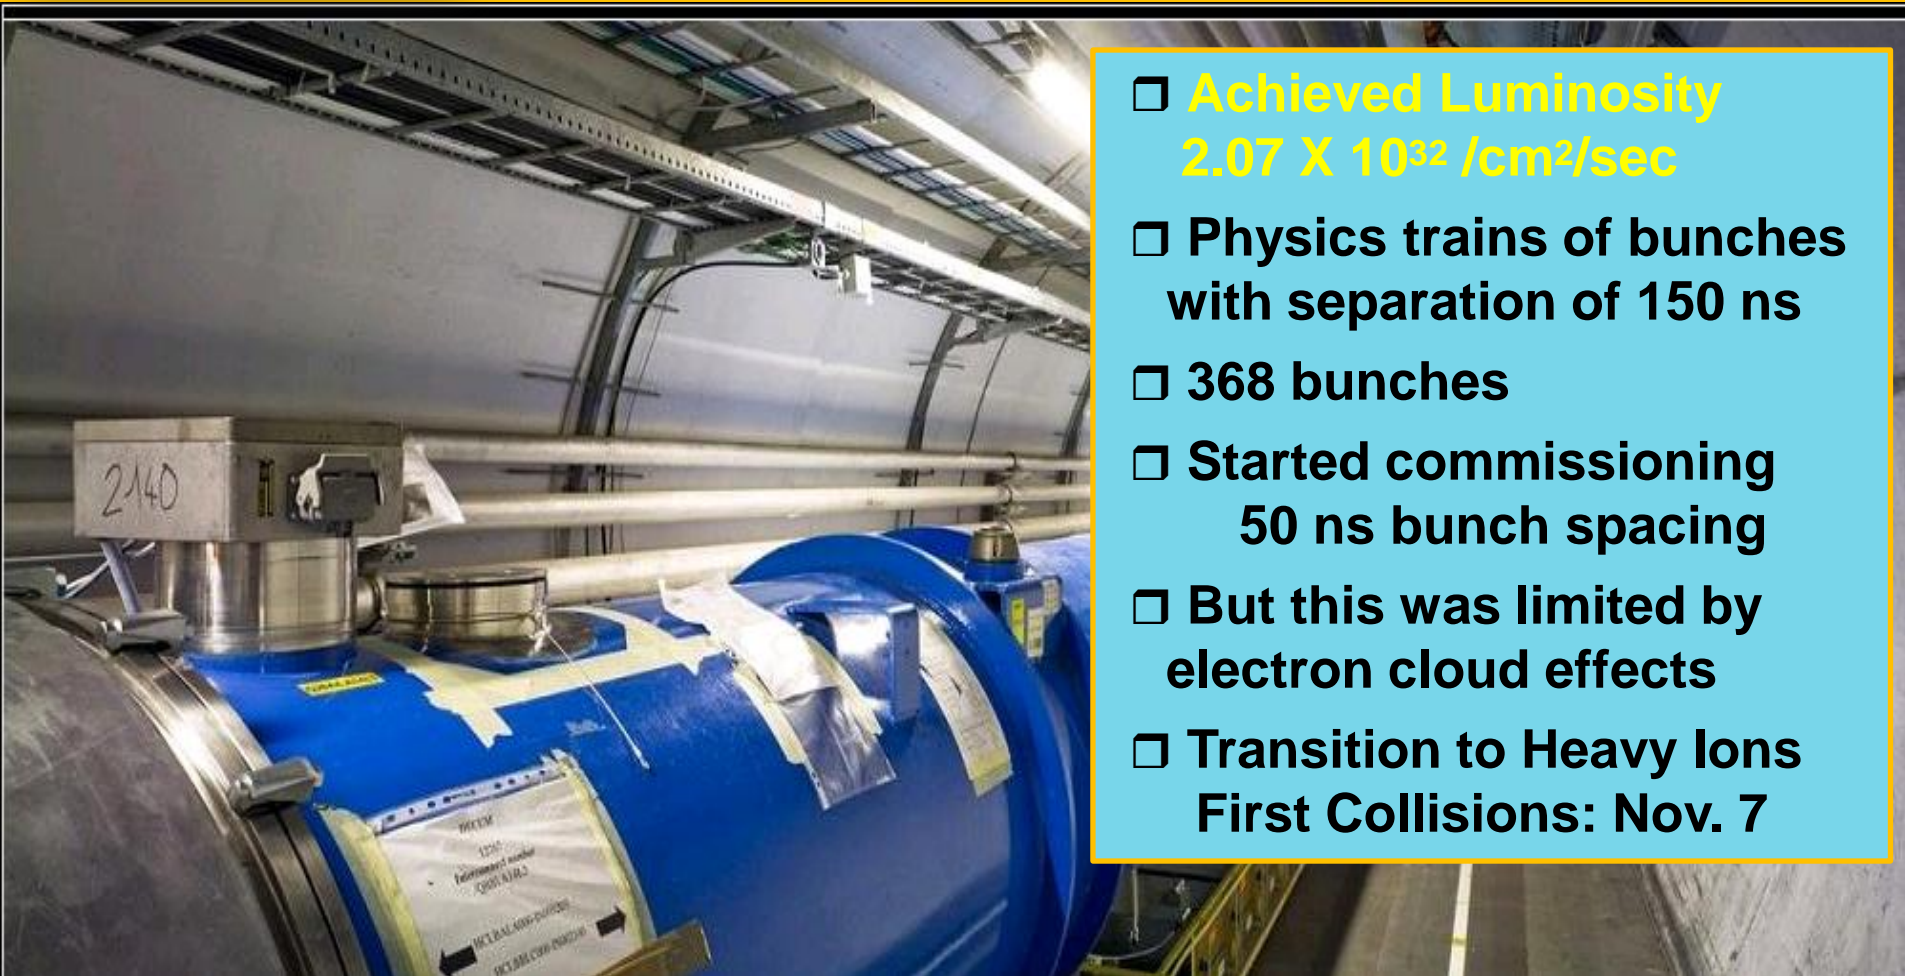 ❒ Achieved Luminosity
2.07 X 10³² /cm²/sec
❒ Physics trains of bunches
with separation of 150 ns
❒ 368 bunches
❒ Started commissioning
50 ns bunch spacing
❒ But this was limited by
electron cloud effects
❒ Transition to Heavy Ions
First Collisions: Nov. 7
2140
Interconnect number